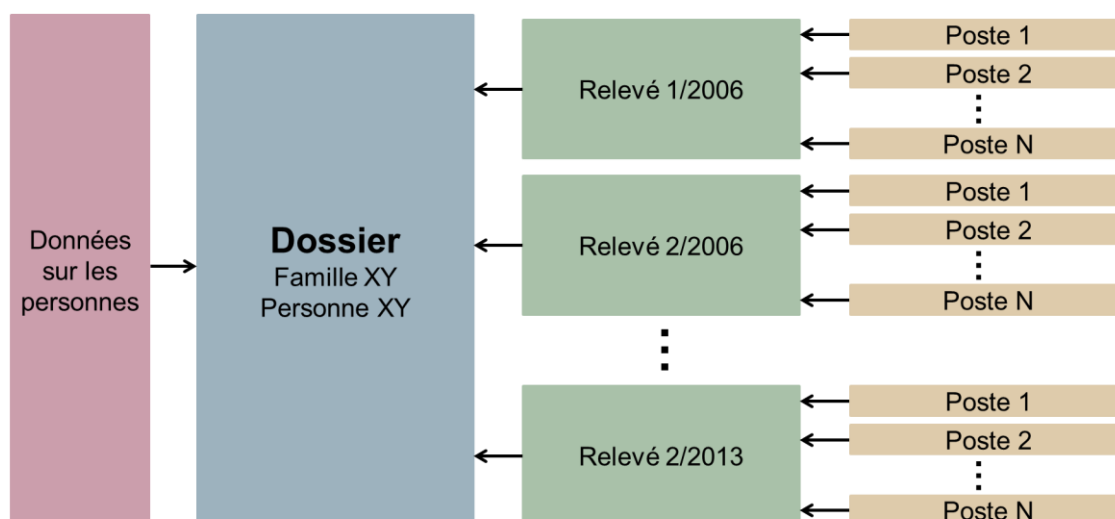 Données
sur les
personnes
Dossier
Famille XY
Personne XY
Relevé 1/2006
Poste 1
Poste 2
Poste N
Relevé 2/2006
Poste 1
Poste 2
Poste N
Relevé 2/2013
Poste 1
Poste 2
Poste N